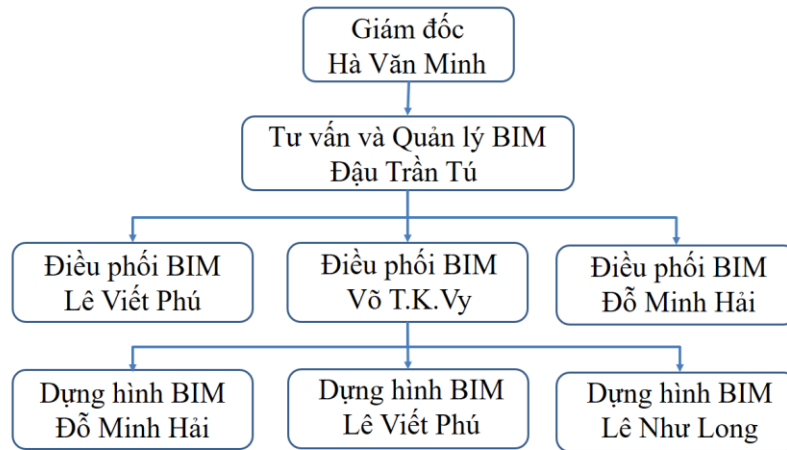 Giám đốc
Hà Văn Minh
Tư vấn và Quản lý BIM
Đậu Trần Tú
Điều phối BIM
Lê Viết Phú
Điều phối BIM
Võ T.K.Vy
Điều phối BIM
Đỗ Minh Hải
Dựng hình BIM
Đỗ Minh Hải
Dựng hình BIM
Lê Viết Phú
Dựng hình BIM
Lê Như Long